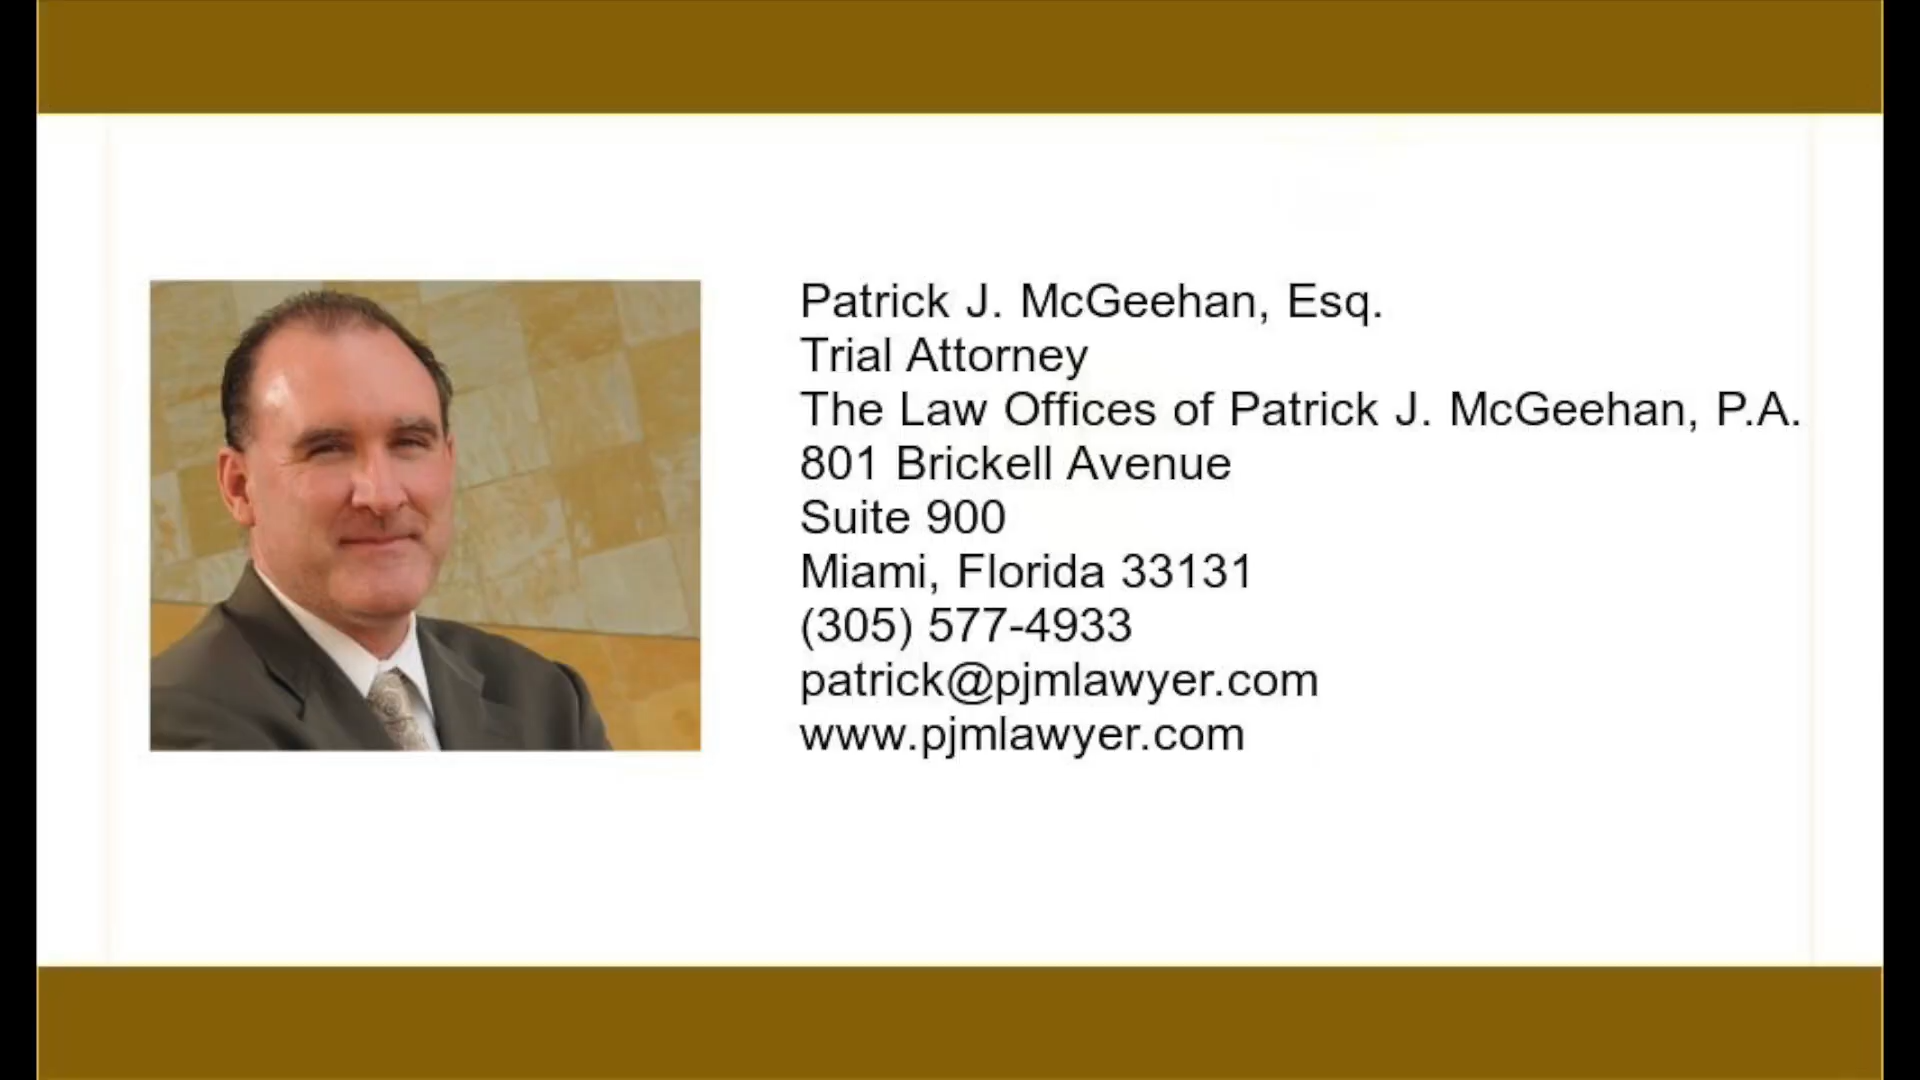 Patrick J. McGeehan, Esq.
Trial Attorney
The Law Offices of Patrick J. McGeehan, P.A.
801 Brickell Avenue
Suite 900
Miami, Florida 33131
(305) 577-4933
patrick@pjmlawyer.com
www.pjmlawyer.com